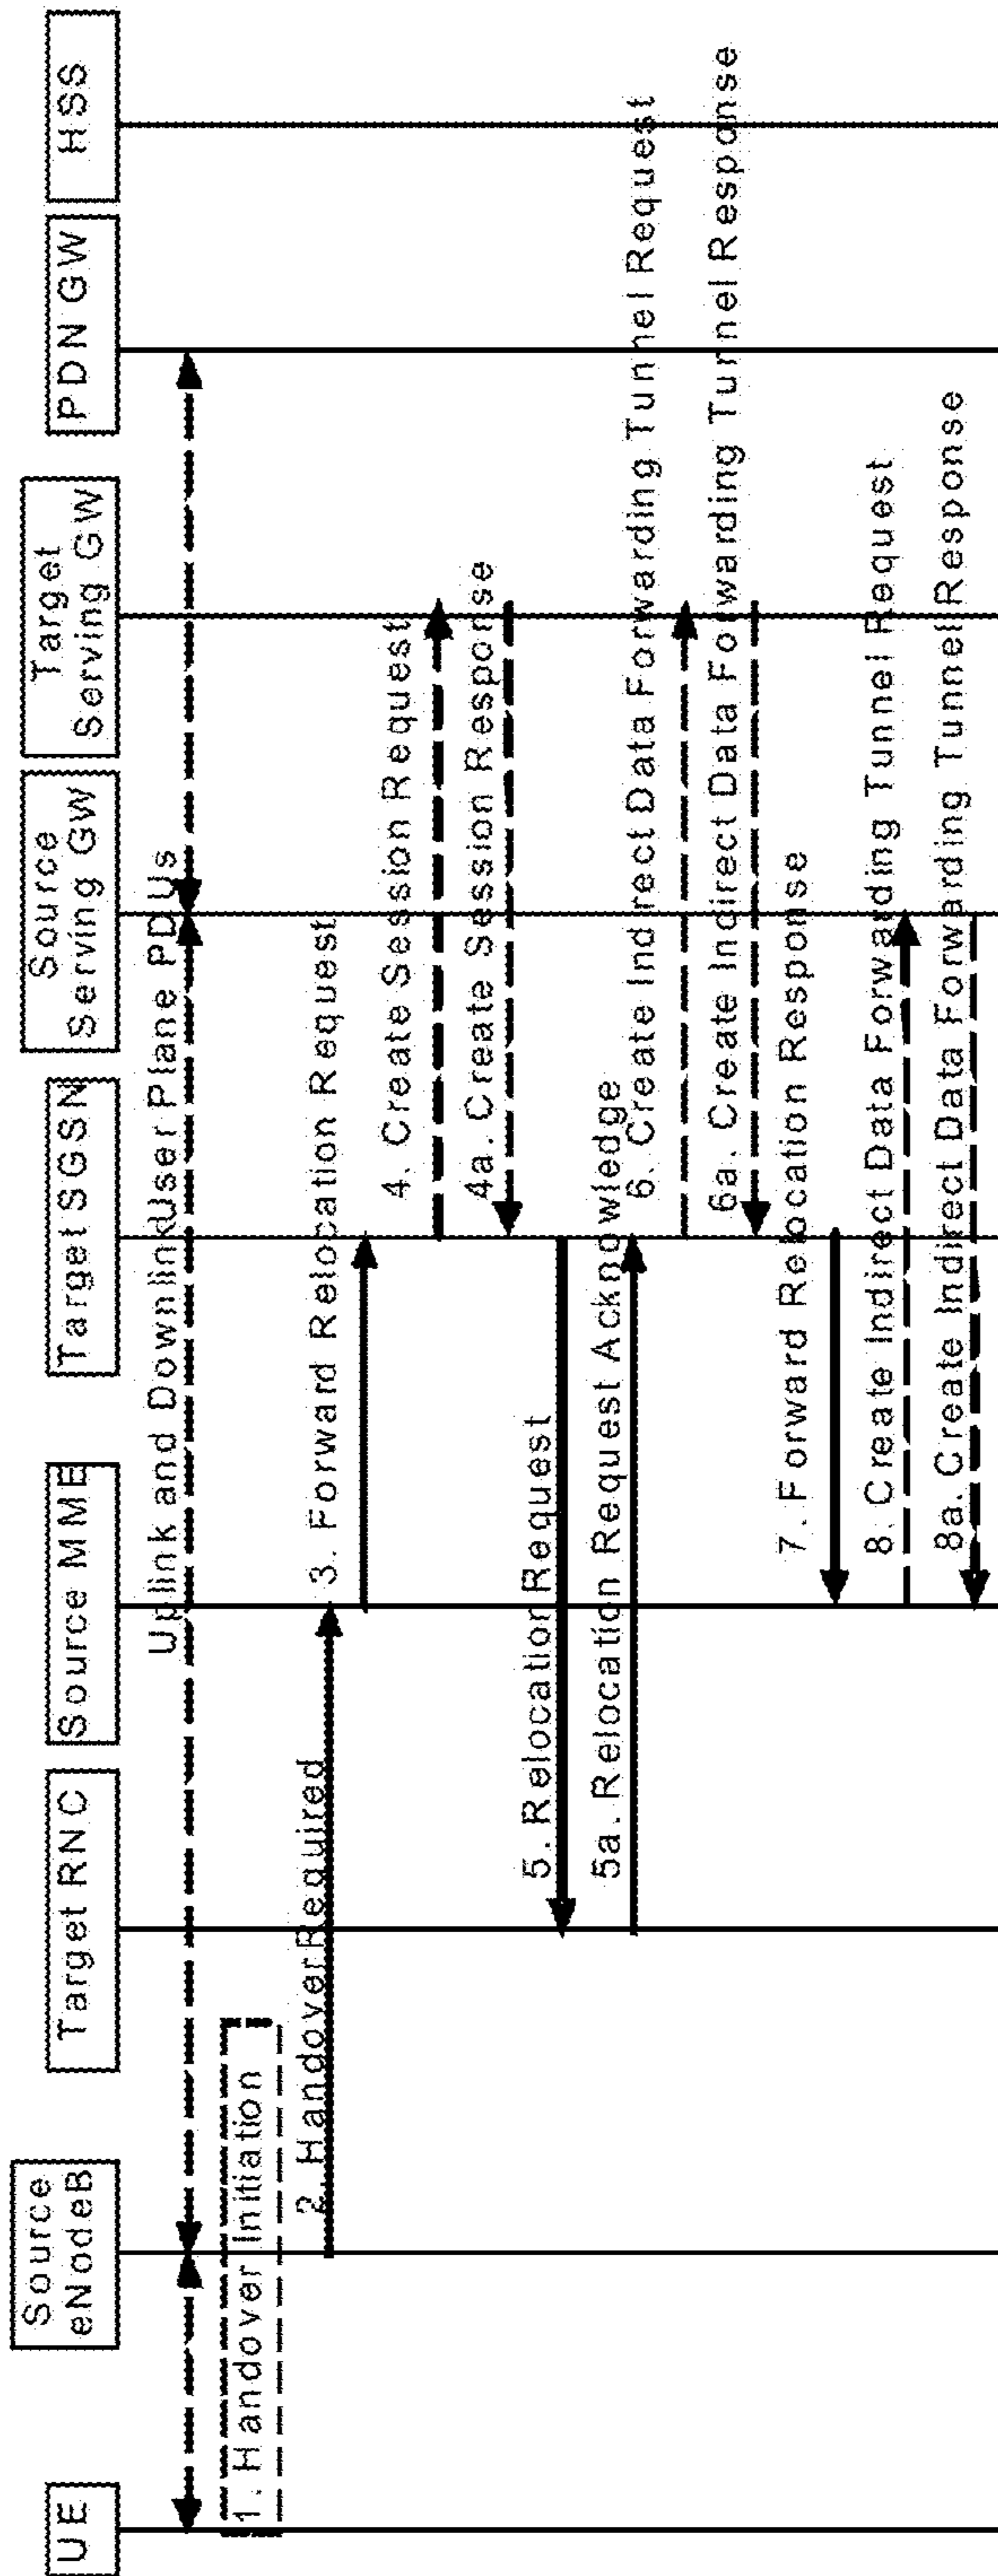 UE
Source
eNodeB
Target RNC
Source MME
Target SGSN
Source
Serving GW
Target
Serving GW
PDN GW
HSS
Uplink and Downlink User Plane PDUs
1. Handover Initiation
2. Handover Required
3. Forward Relocation Request
4. Create Session Request
4a. Create Session Response
5. Relocation Request
5a. Relocation Request Acknowledge
6. Create Indirect Data Forwarding Tunnel Request
6a. Create Indirect Data Forwarding Tunnel Response
7. Forward Relocation Response
8. Create Indirect Data Forwarding Tunnel Request
8a. Create Indirect Data Forwarding Tunnel Response